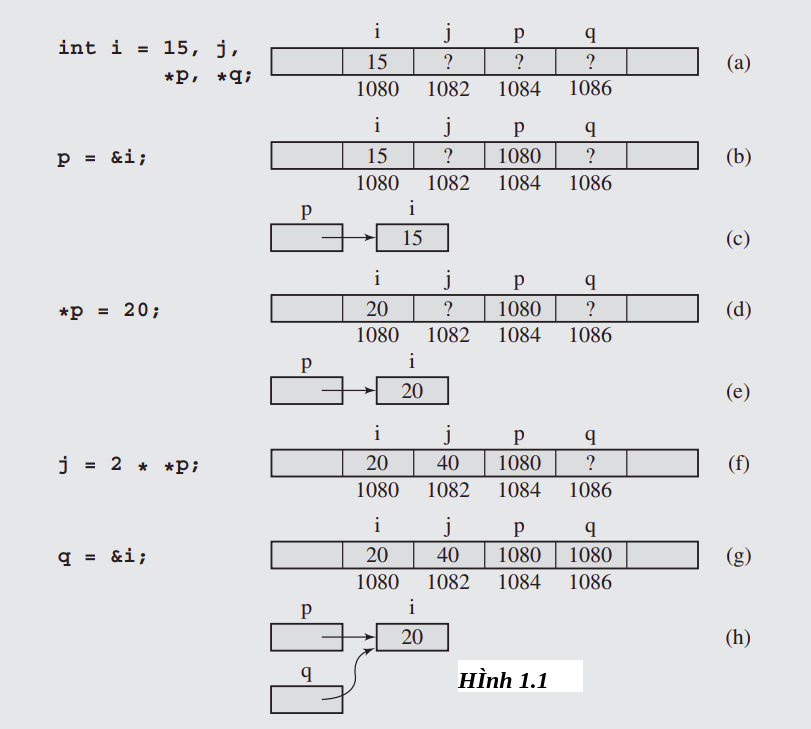 i j p q
int i = 15, j,
15 ? ? ? (a)
*p, *q;
1080 1082 1084 1086
i j p q
p = &i; 15 ? 1080 ? (b)
1080 1082 1084 1086
p i
15 (c)
i j p q
*p = 20; 20 ? 1080 ? (d)
1080 1082 1084 1086
p i
20 (e)
i j p q
j = 2 * *p; 20 40 1080 ? (f)
1080 1082 1084 1086
i j p q
q = &i; 20 40 1080 1080 (g)
1080 1082 1084 1086
p i
20 (h)
q
HÌnh 1.1